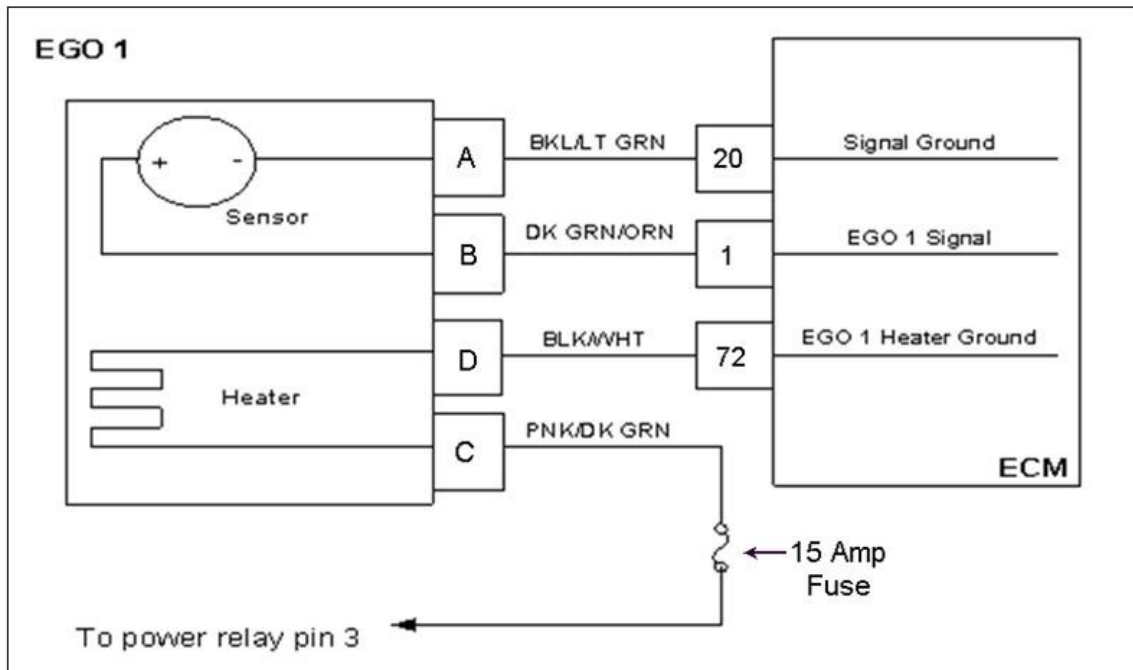 EGO 1
+ -
Sensor
Heater
A
B
D
C
BKL/LT GRN
DK GRN/ORN
BLK/WHT
PNK/DK GRN
20
1
72
Signal Ground
EGO 1 Signal
EGO 1 Heater Ground
ECM
15 Amp
Fuse
To power relay pin 3